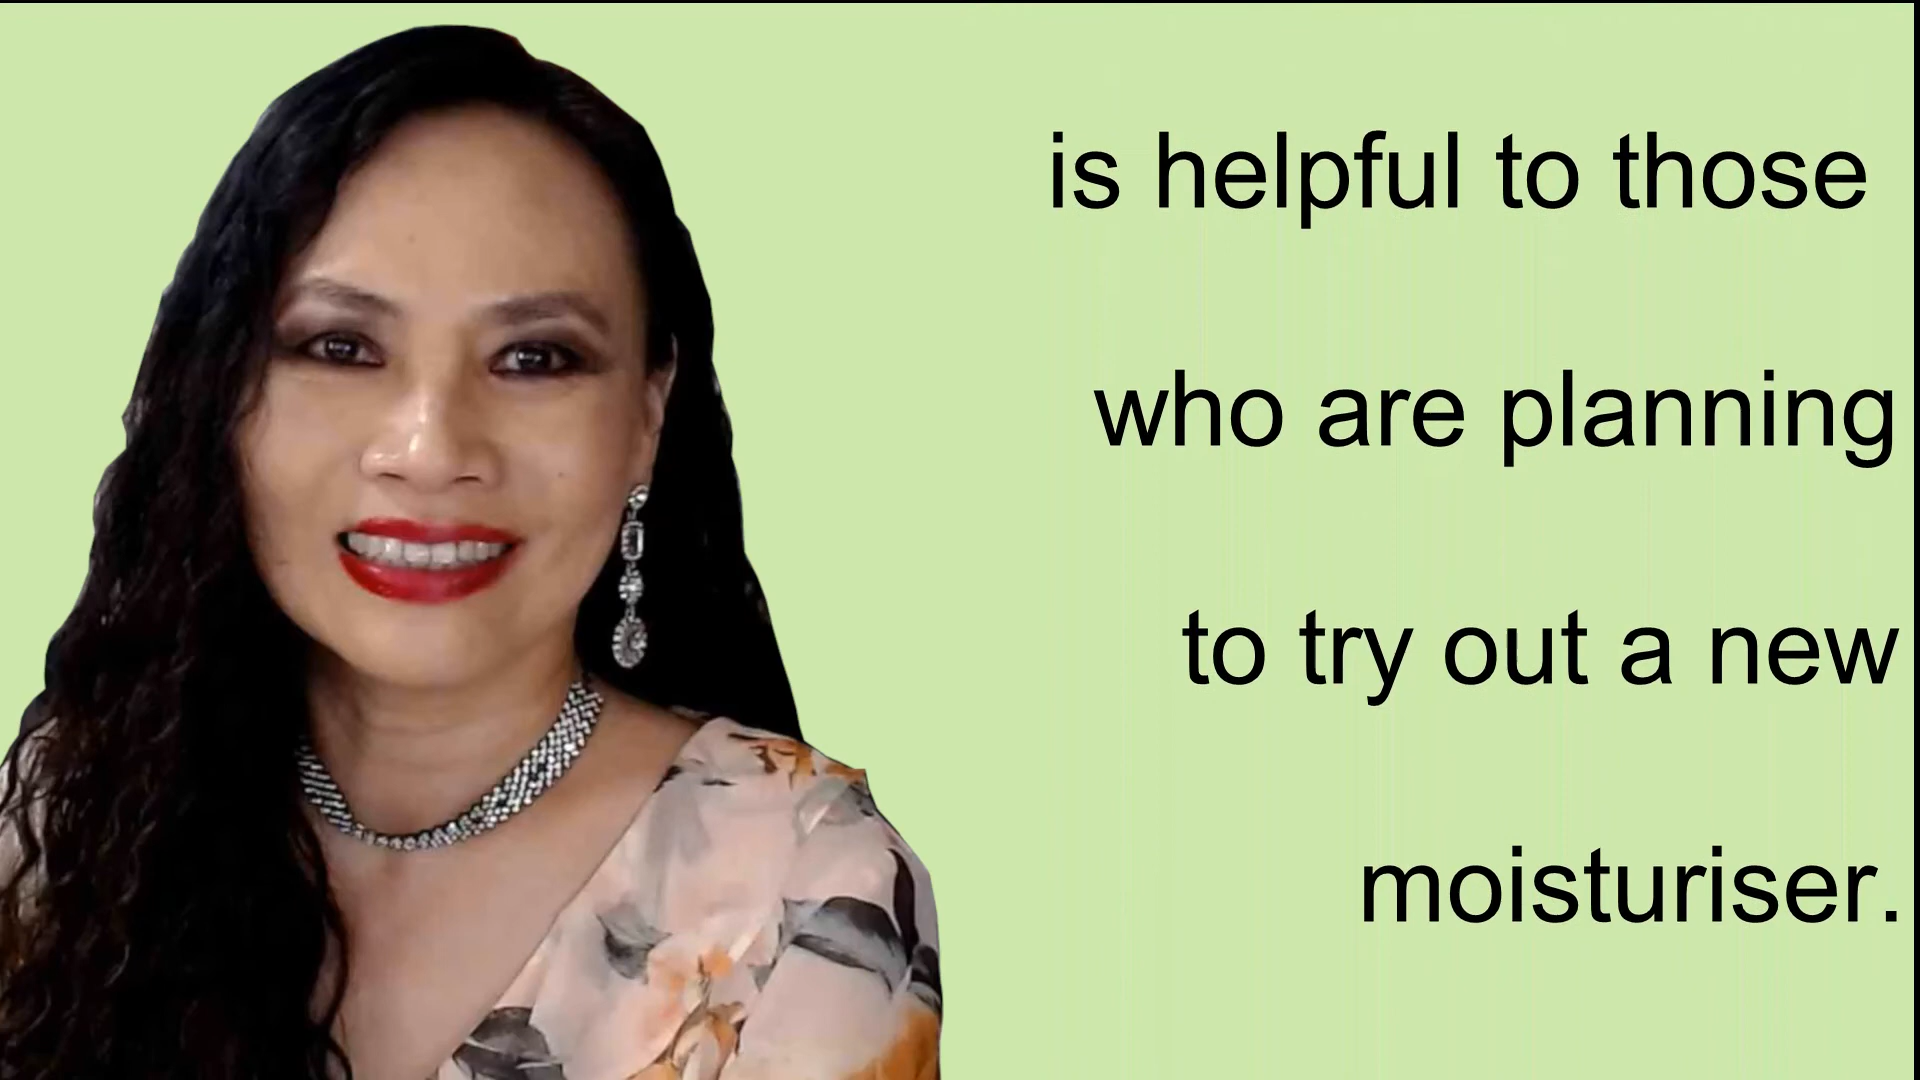 is helpful to those
who are planning
to try out a new
moisturiser.